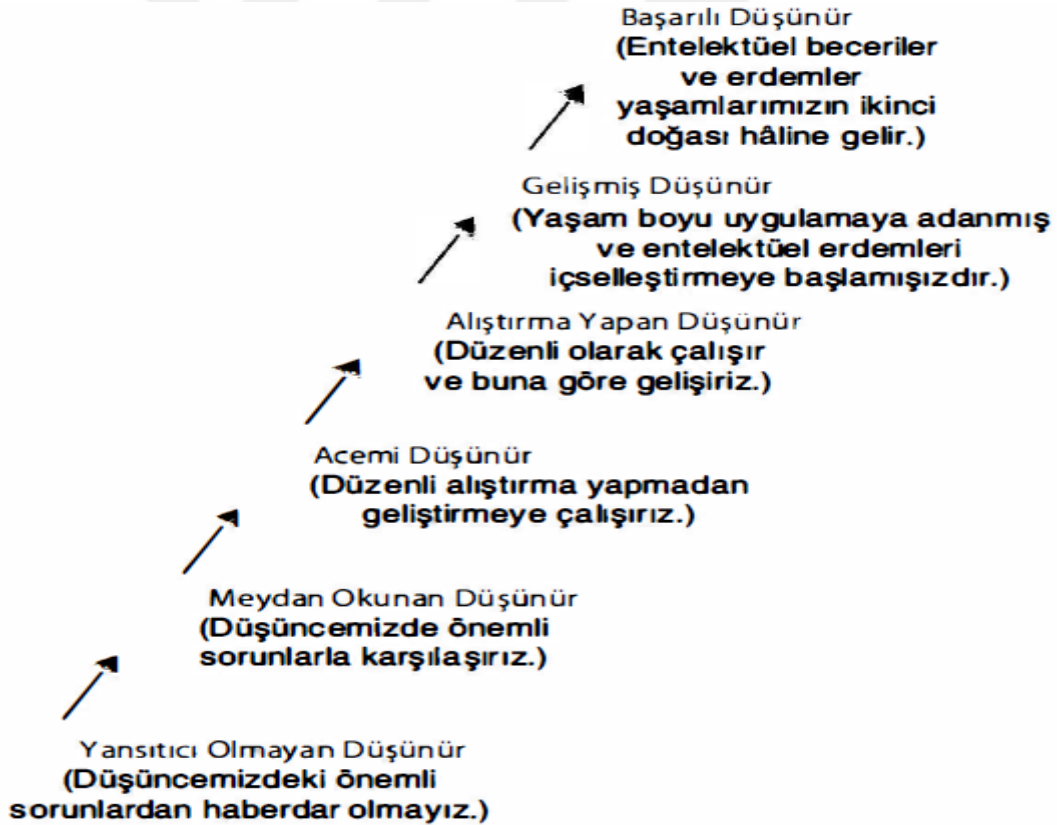 Başarılı Düşünür
(Entelektüel beceriler
ve erdemler
yaşamlarımızın ikinci
doğası hâline gelir.)
Gelişmiş Düşünür
(Yaşam boyu uygulamaya adanmış
ve entelektüel erdemleri
içselleştirmeye başlamışızdır.)
Alıştırma Yapan Düşünür
(Düzenli olarak çalışır
ve buna göre gelişiriz.)
Acemi Düşünür
(Düzenli alıştırma yapmadan
geliştirmeye çalışırız.)
Meydan Okunan Düşünür
(Düşüncemizde önemli
sorunlarla karşılaşırız.)
Yansıtıcı Olmayan Düşünür
(Düşüncemizdeki önemli
sorunlardan haberdar olmayız.)